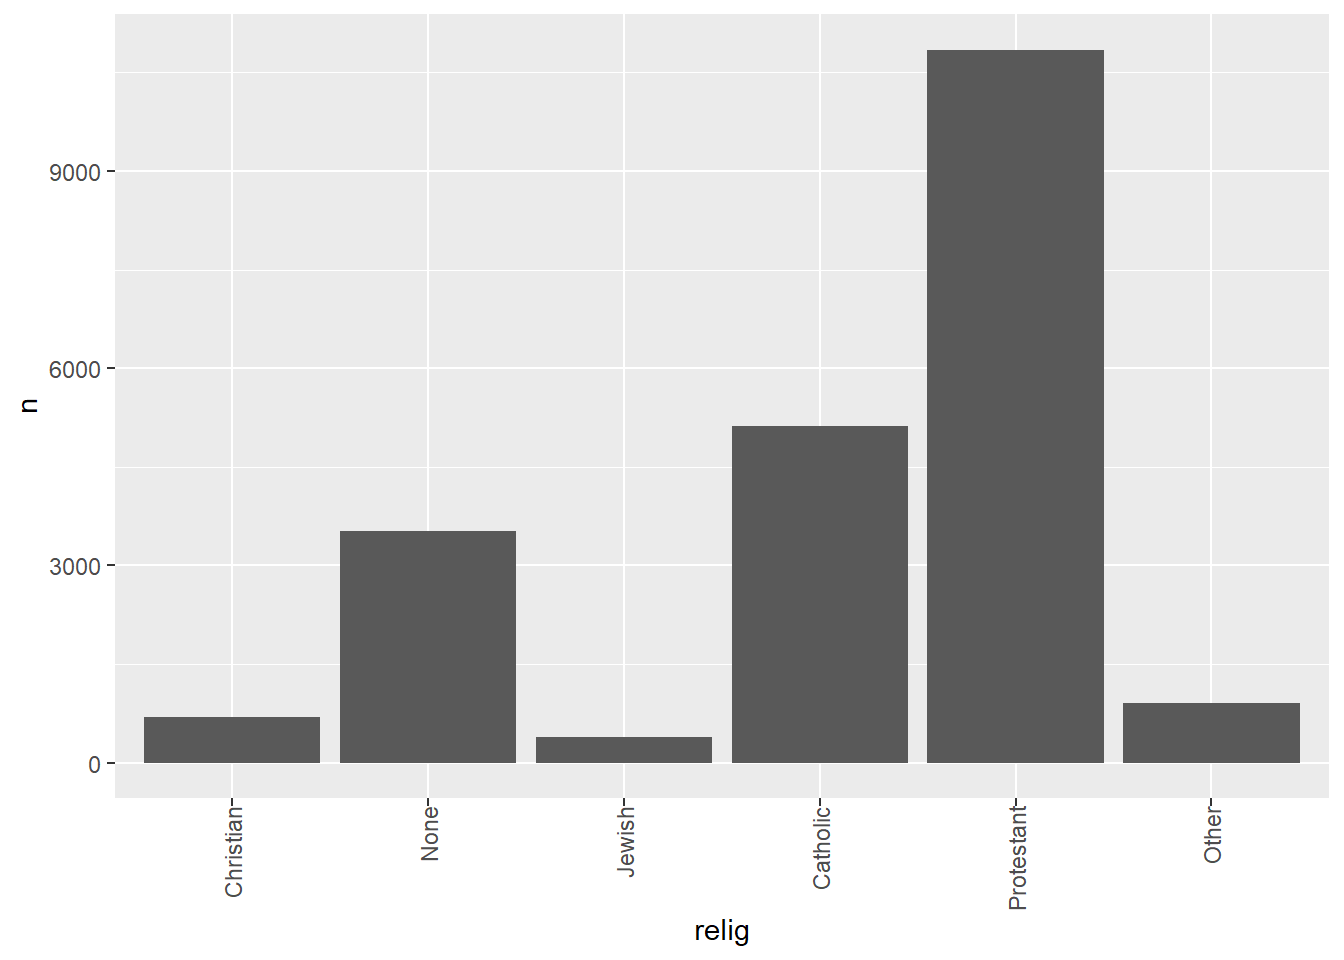 9000
6000
3000
0
n
Christian
None
Jewish
Catholic
Protestant
Other
relig